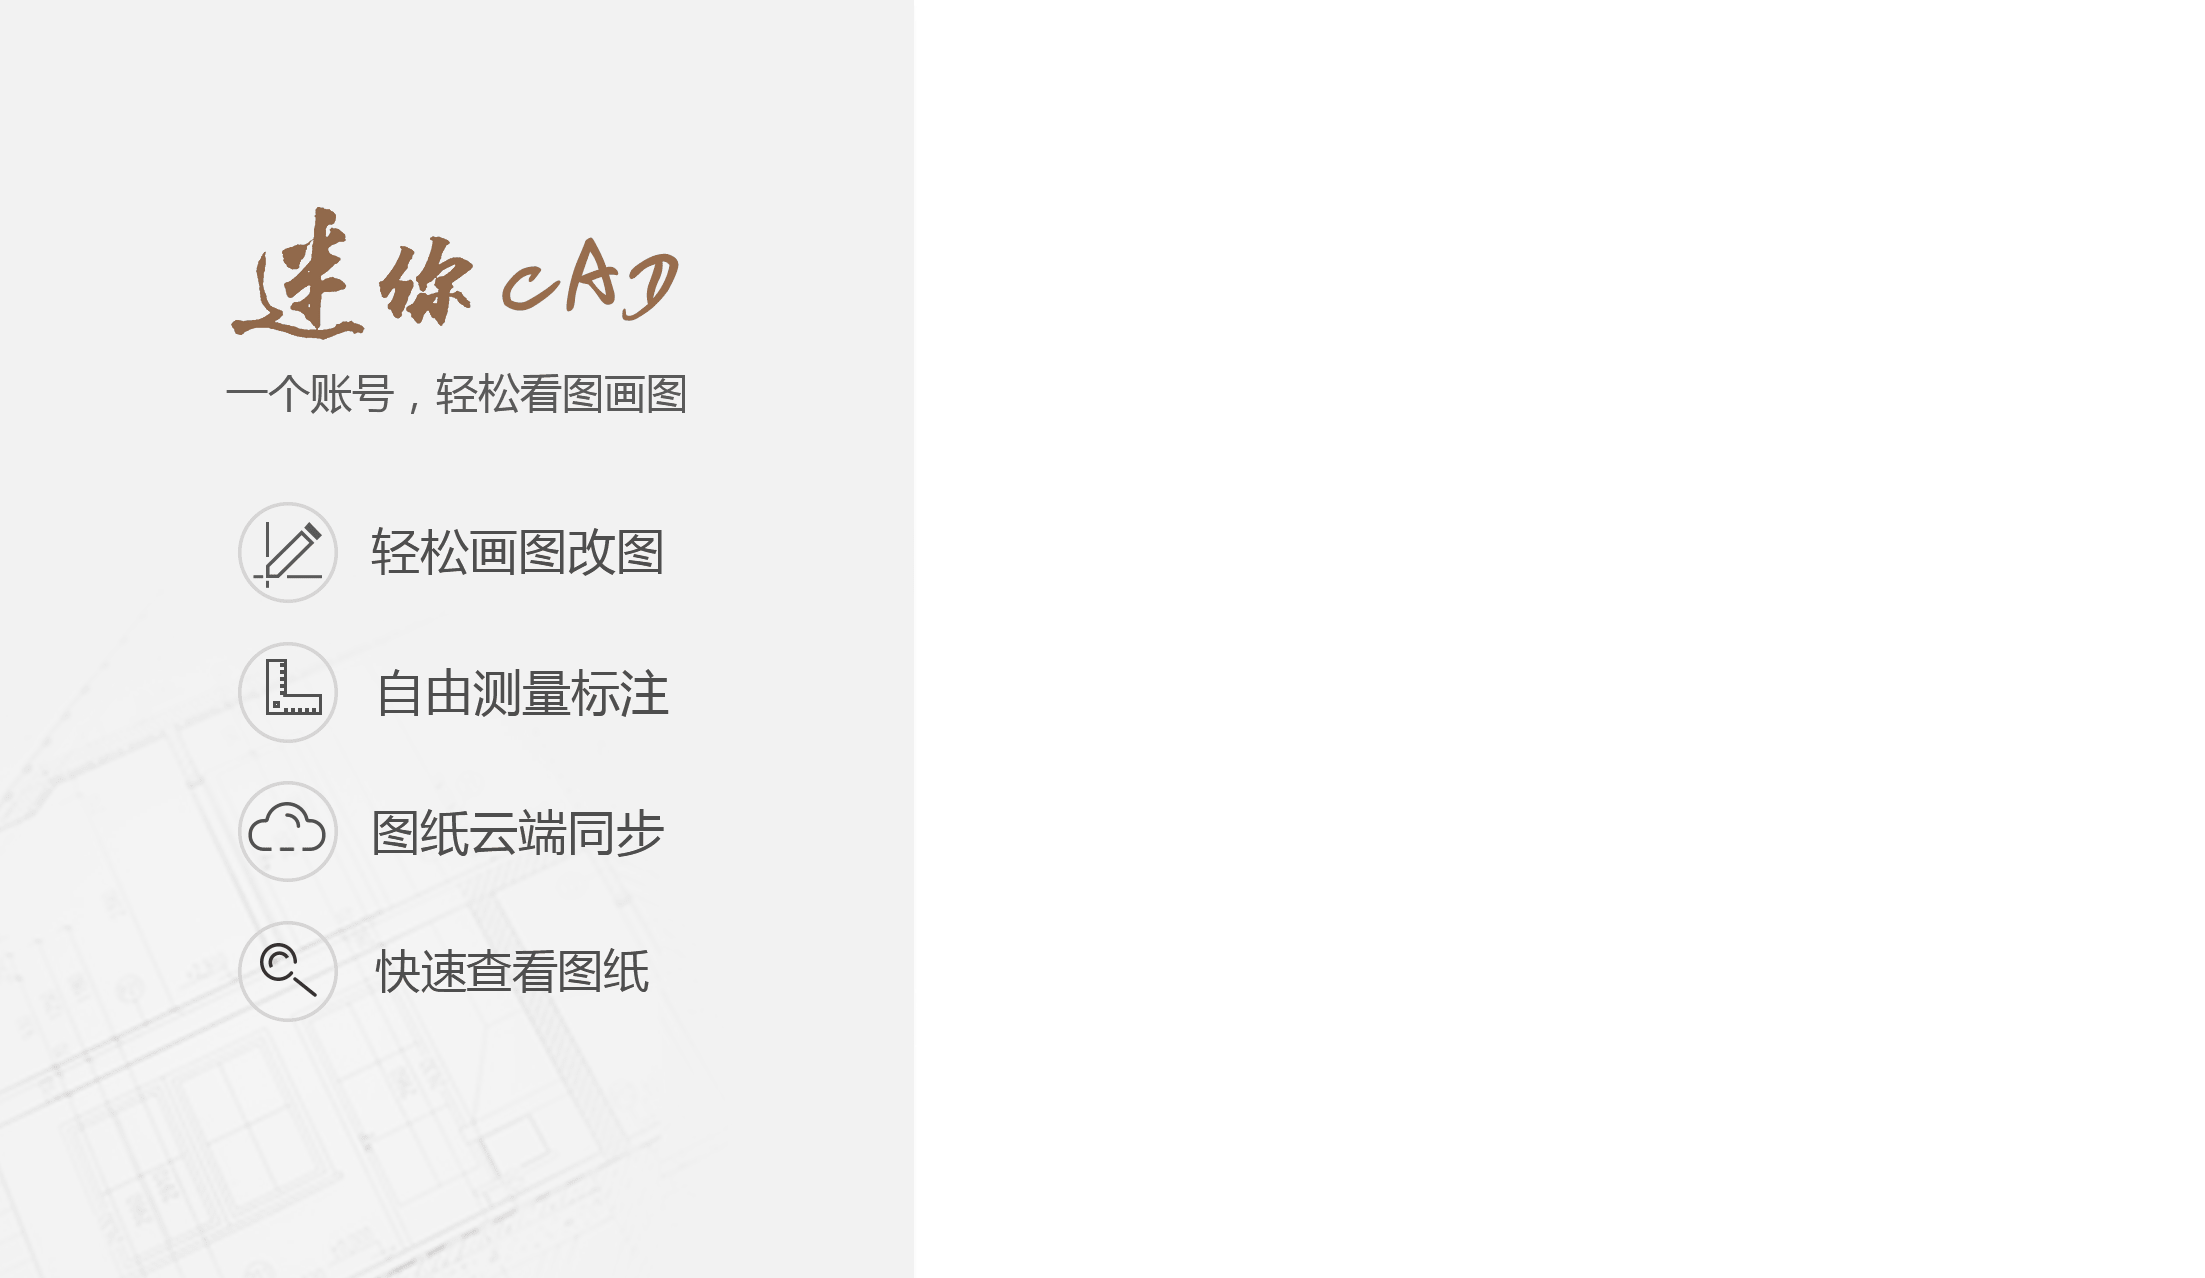 迷你CAD
一个账号，轻松看图画图
轻松画图改图
自由测量标注
图纸云端同步
快速查看图纸